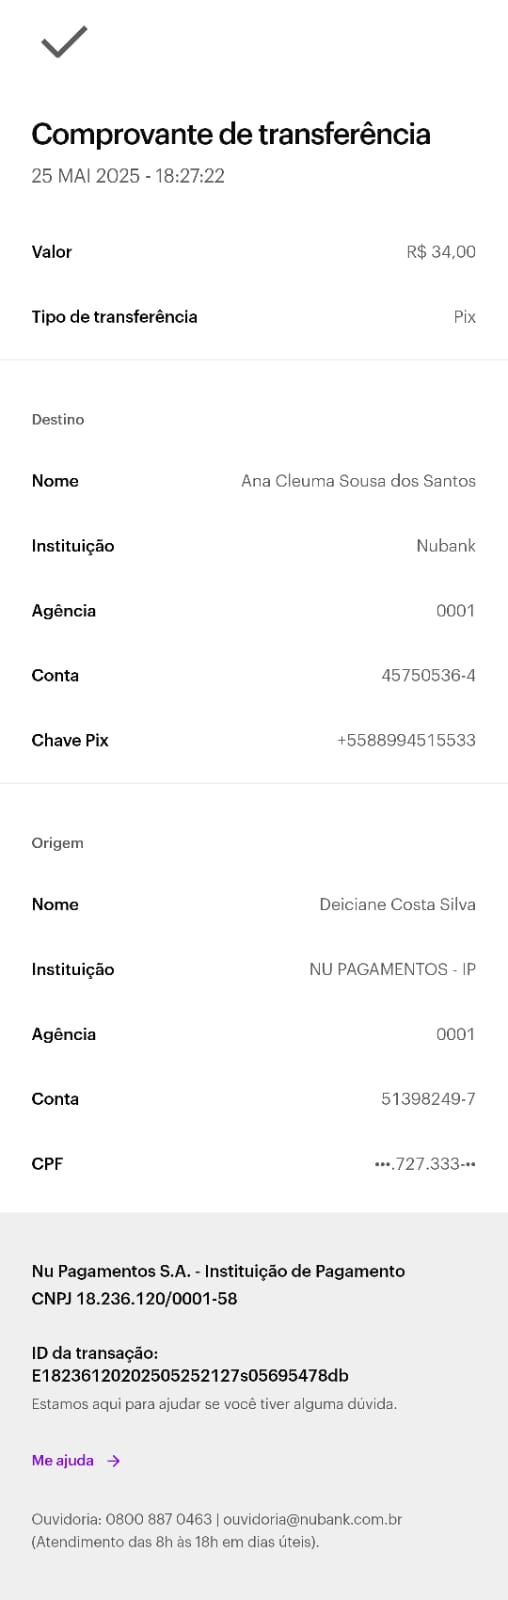 Comprovante de transferência
25 MAI 2025 - 18:27:22
Valor R$ 34,00
Tipo de transferência Pix
Destino
Nome Ana Cleuma Sousa dos Santos
Instituição Nubank
Agência 0001
Conta 45750536-4
Chave Pix +5588994515533
Origem
Nome Deiciane Costa Silva
Instituição NU PAGAMENTOS - IP
Agência 0001
Conta 51398249-7
CPF •••.727.333-••
Nu Pagamentos S.A. - Instituição de Pagamento
CNPJ 18.236.120/0001-58
ID da transação:
E18236120202505252127s05695478db
Estamos aqui para ajudar se você tiver alguma dúvida.
Me ajuda →
Ouvidoria: 0800 887 0463 | ouvidoria@nubank.com.br
(Atendimento das 8h às 18h em dias úteis).